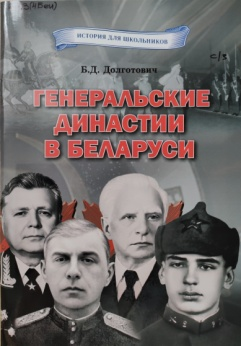 ИСТОРИЯ ДЛЯ ШКОЛЬНИКОВ
Б.Д. Долготович
ГЕНЕРАЛЬСКИЕ
ДИНАСТИИ
В БЕЛАРУСИ